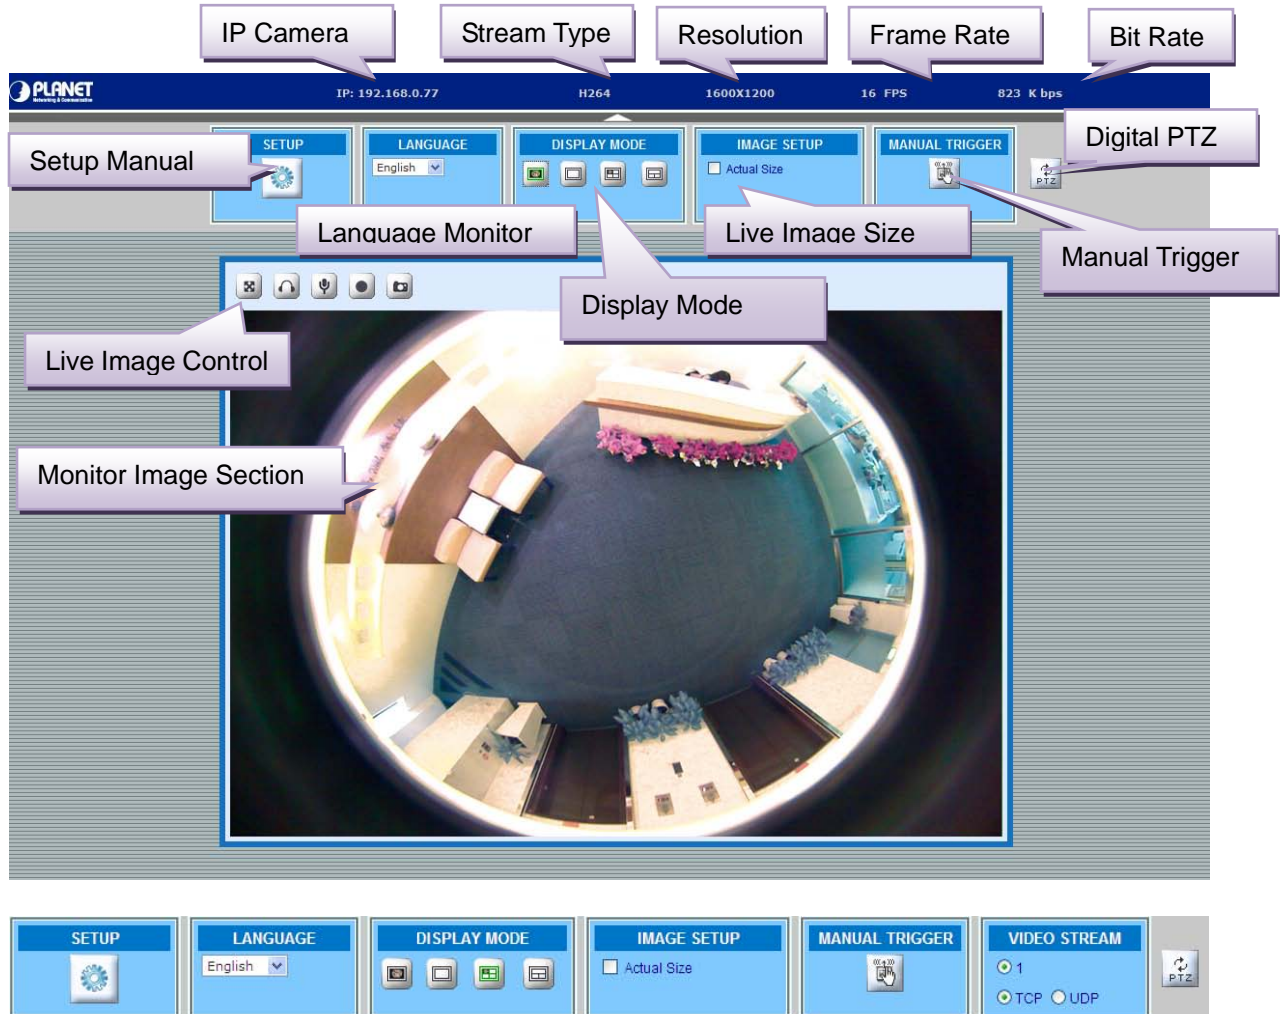 IP Camera
Stream Type
Resolution
Frame Rate
Bit Rate
PLANET
Networking & Communication
IP: 192.168.0.77
H264
1600X1200
16 FPS
823 K bps
Digital PTZ
Setup Manual
SETUP
LANGUAGE
DISPLAY MODE
IMAGE SETUP
MANUAL TRIGGER
English
Actual Size
PTZ
Language Monitor
Live Image Size
Manual Trigger
Display Mode
Live Image Control
Monitor Image Section
SETUP
LANGUAGE
DISPLAY MODE
IMAGE SETUP
MANUAL TRIGGER
VIDEO STREAM
English
Actual Size
1
TCP
UDP
PTZ